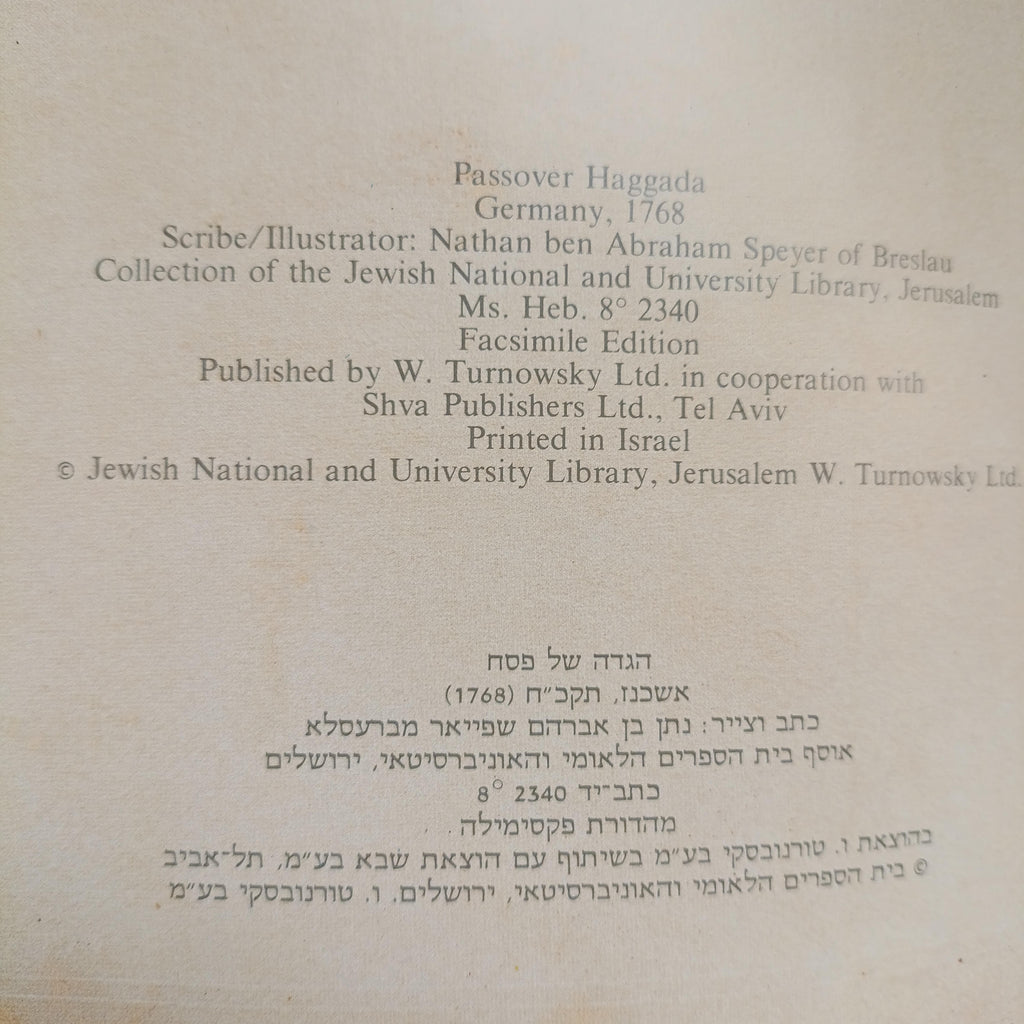 Passover Haggada
Germany, 1768
Scribe/Illustrator: Nathan ben Abraham Speyer of Breslau
Collection of the Jewish National and University Library, Jerusalem
Ms. Heb. 8° 2340
Facsimile Edition
Published by W. Turnowsky Ltd. in cooperation with
Shva Publishers Ltd., Tel Aviv
Printed in Israel
© Jewish National and University Library, Jerusalem W. Turnowsky Ltd.
הגדה של פסח
אשכנז, תקכ״ח (1768)
כתב וצייר: נתן בן אברהם שפייאר מברעסלא
אוסף בית הספרים הלאומי והאוניברסיטאי, ירושלים
כתב־יד 2340 °8
מהדורת פקסימילה
בהוצאת ו. טורנובסקי בע״מ בשיתוף עם הוצאת שבא בע״מ, תל־אביב
© בית הספרים הלאומי והאוניברסיטאי, ירושלים. ו. טורנובסקי בע״מ